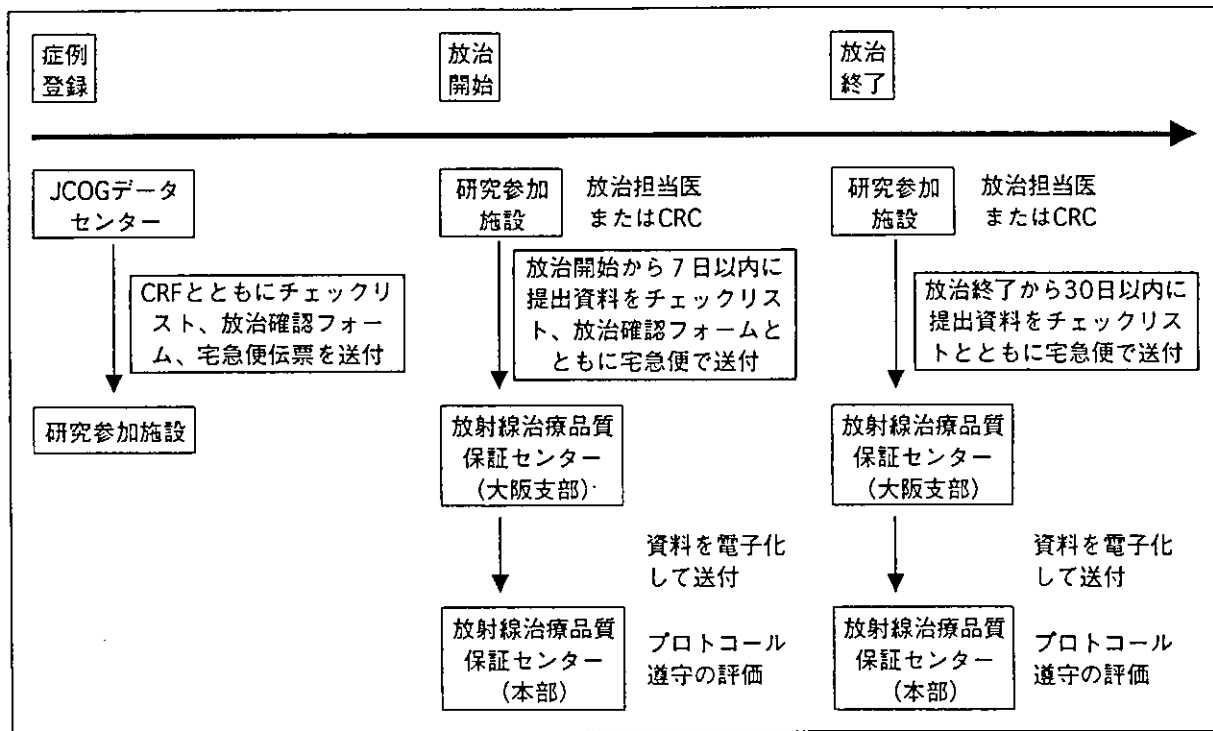 症例
登録
放治
開始
放治
終了
JCOGデータ
センター
CRFとともにチェックリ
スト、放治確認フォー
ム、宅急便伝票を送付
研究参加施設
研究参加
施設
放治担当医
またはCRC
放治開始から7日以内に
提出資料をチェックリス
ト、放治確認フォームと
ともに宅急便で送付
放射線治療品質
保証センター
(大阪支部)
資料を電子化
して送付
放射線治療品質
保証センター
(本部)
プロトコール
遵守の評価
研究参加
施設
放治担当医
またはCRC
放治終了から30日以内に
提出資料をチェックリス
トとともに宅急便で送付
放射線治療品質
保証センター
(大阪支部)
資料を電子化
して送付
放射線治療品質
保証センター
(本部)
プロトコール
遵守の評価